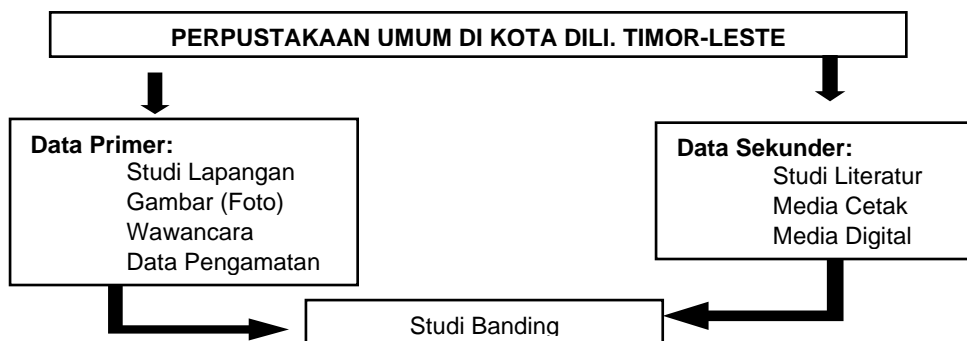 PERPUSTAKAAN UMUM DI KOTA DILI. TIMOR-LESTE
Data Primer:
Studi Lapangan
Gambar (Foto)
Wawancara
Data Pengamatan
Data Sekunder:
Studi Literatur
Media Cetak
Media Digital
Studi Banding